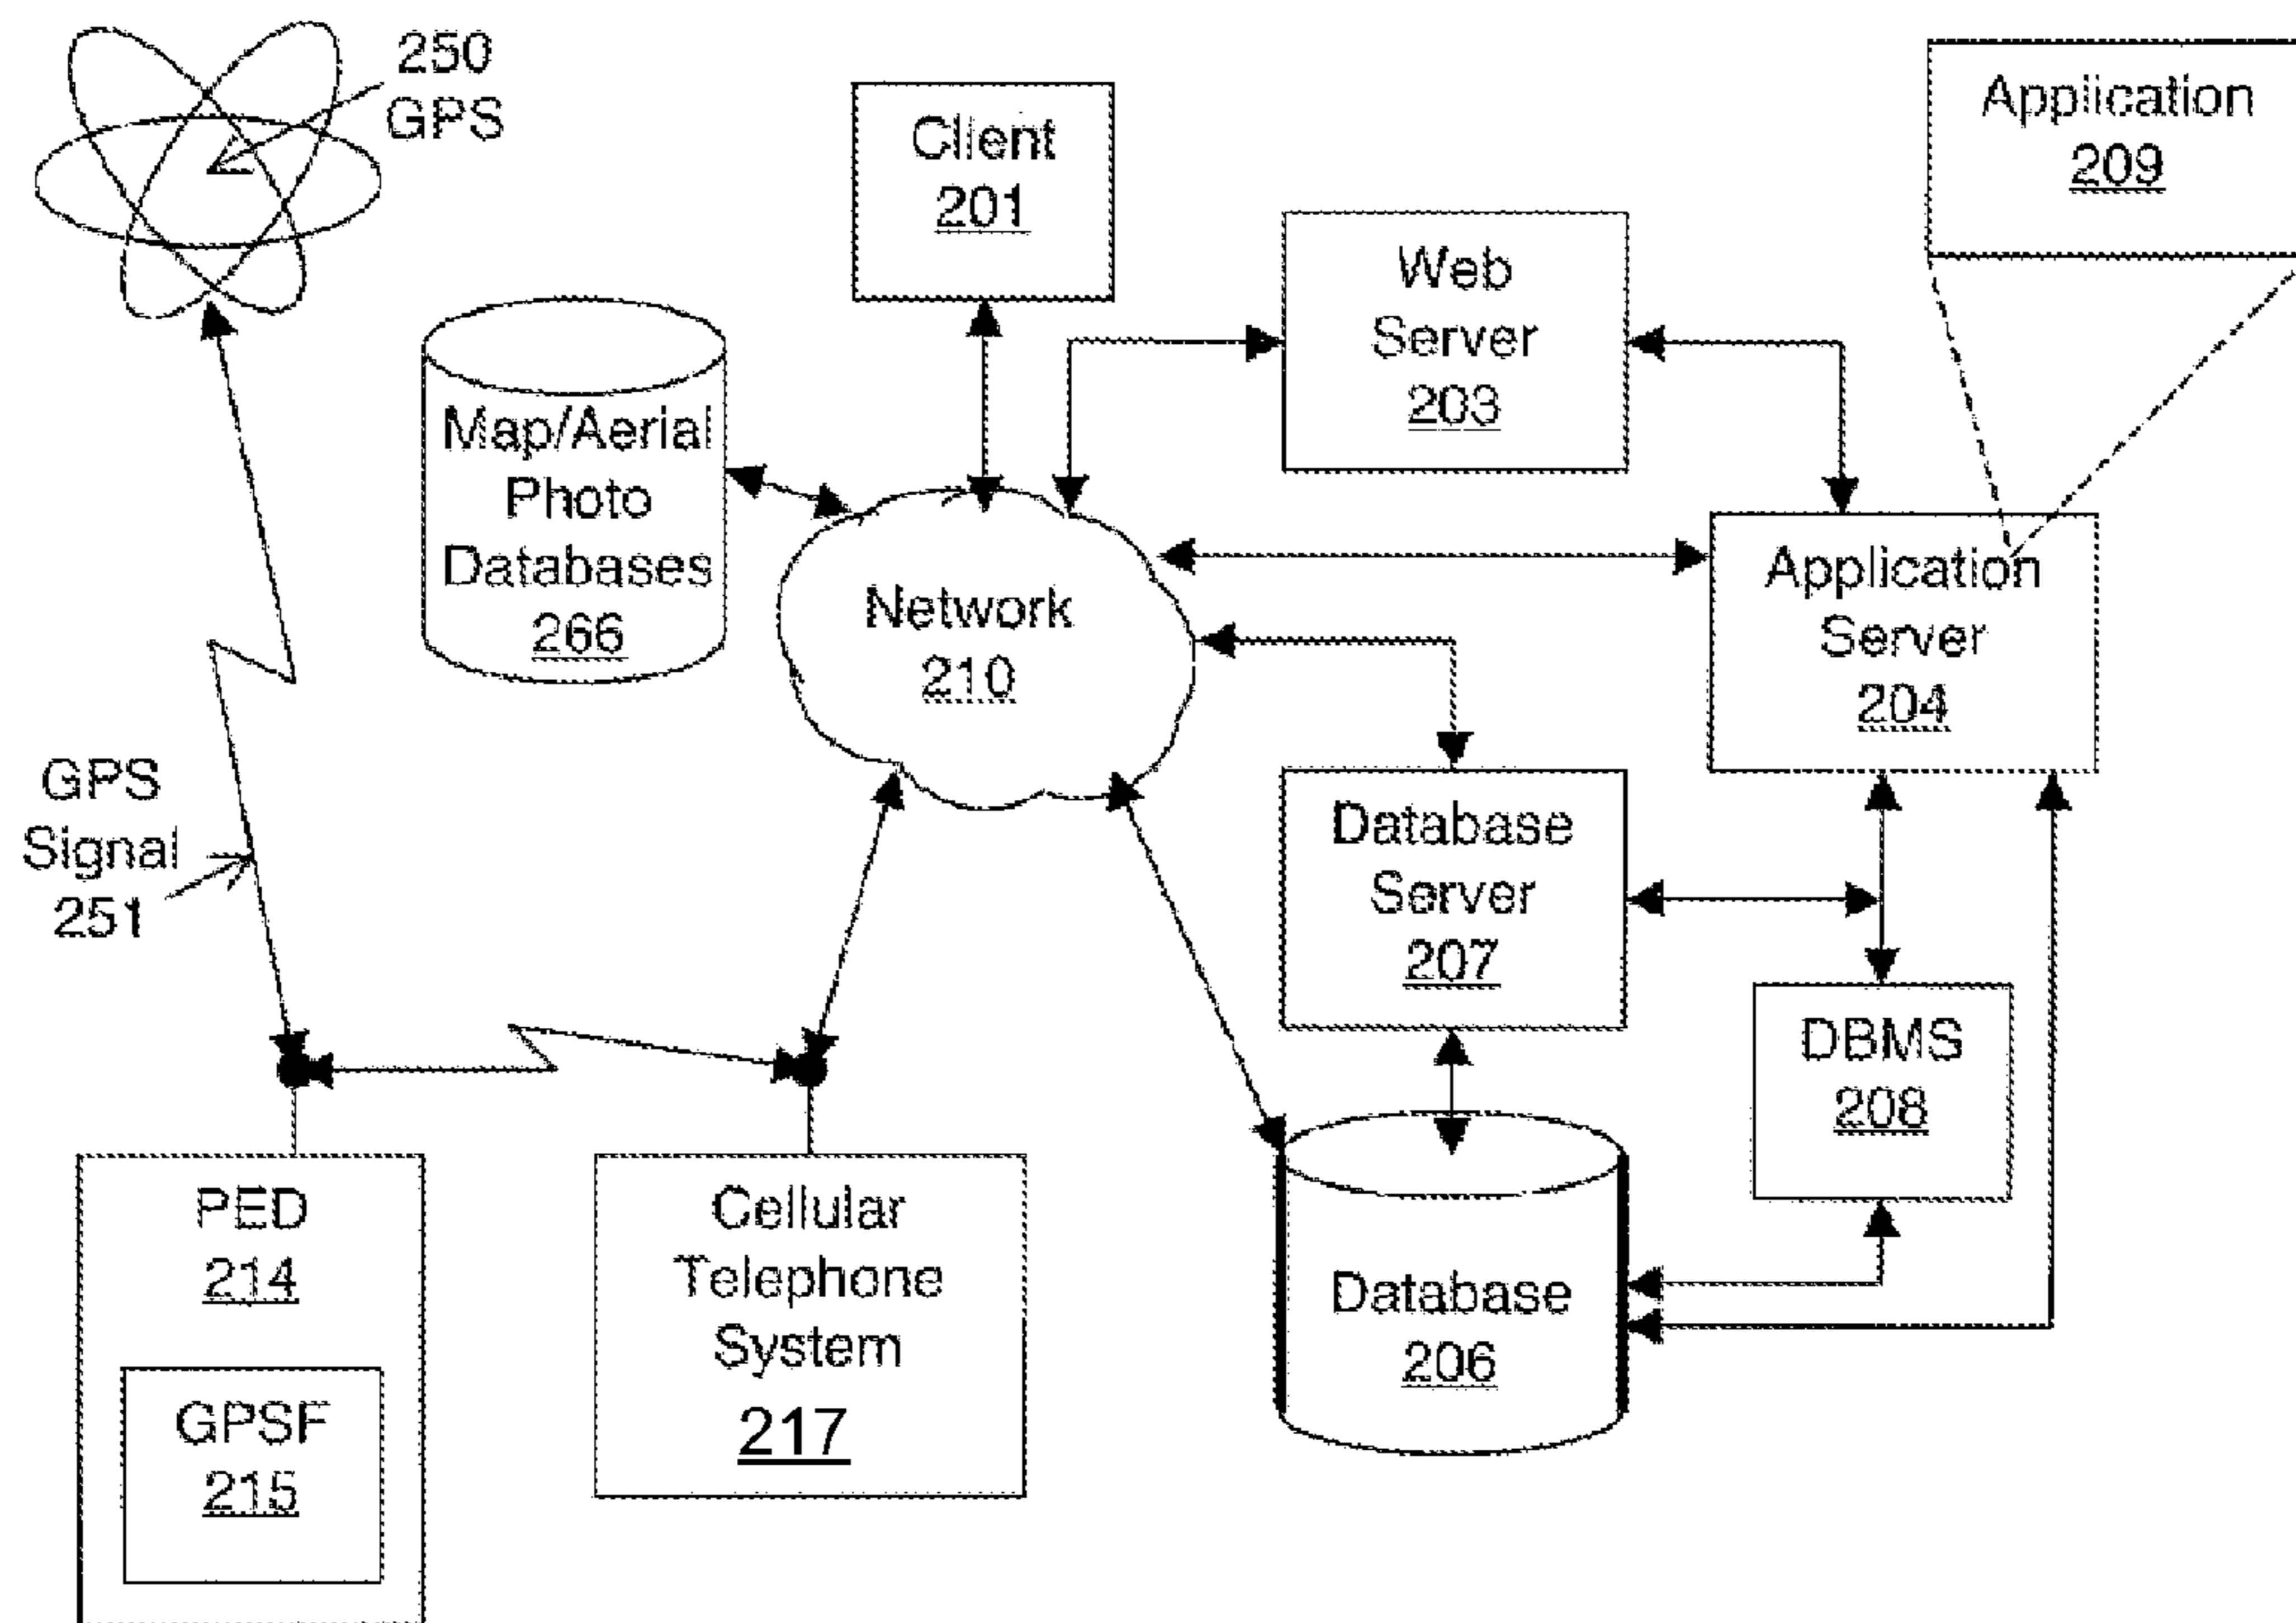 250
GPS
Client
201
Application
209
Web
Server
203
Map/Aerial
Photo
Databases
266
Network
210
Application
Server
204
GPS
Signal
251
Database
Server
207
DBMS
208
PED
214
GPSF
215
Cellular
Telephone
System
217
Database
206